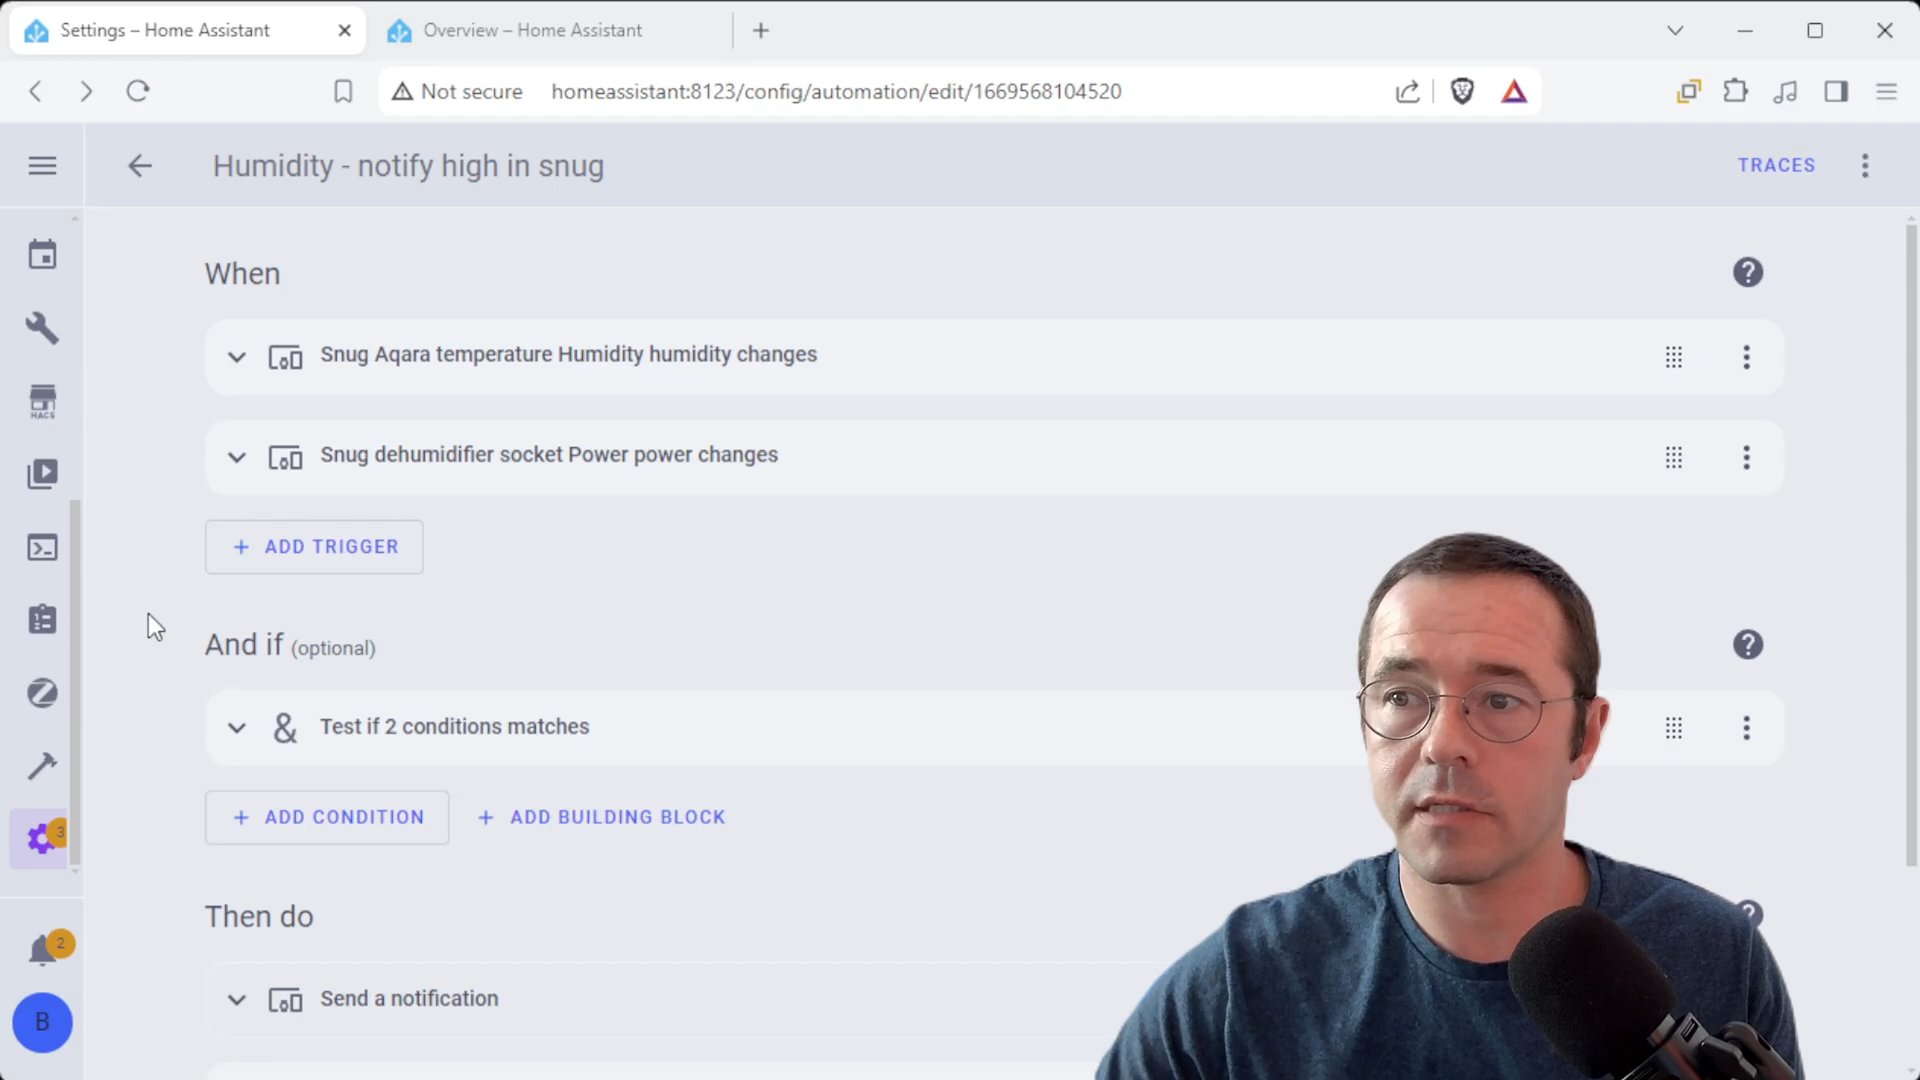 Settings – Home Assistant
Overview – Home Assistant
Not secure
homeassistant:8123/config/automation/edit/1669568104520
Humidity - notify high in snug
TRACES
When
Snug Aqara temperature Humidity humidity changes
HACS
Snug dehumidifier socket Power power changes
ADD TRIGGER
And if (optional)
Test if 2 conditions matches
ADD CONDITION
ADD BUILDING BLOCK
3
Then do
2
Send a notification
B